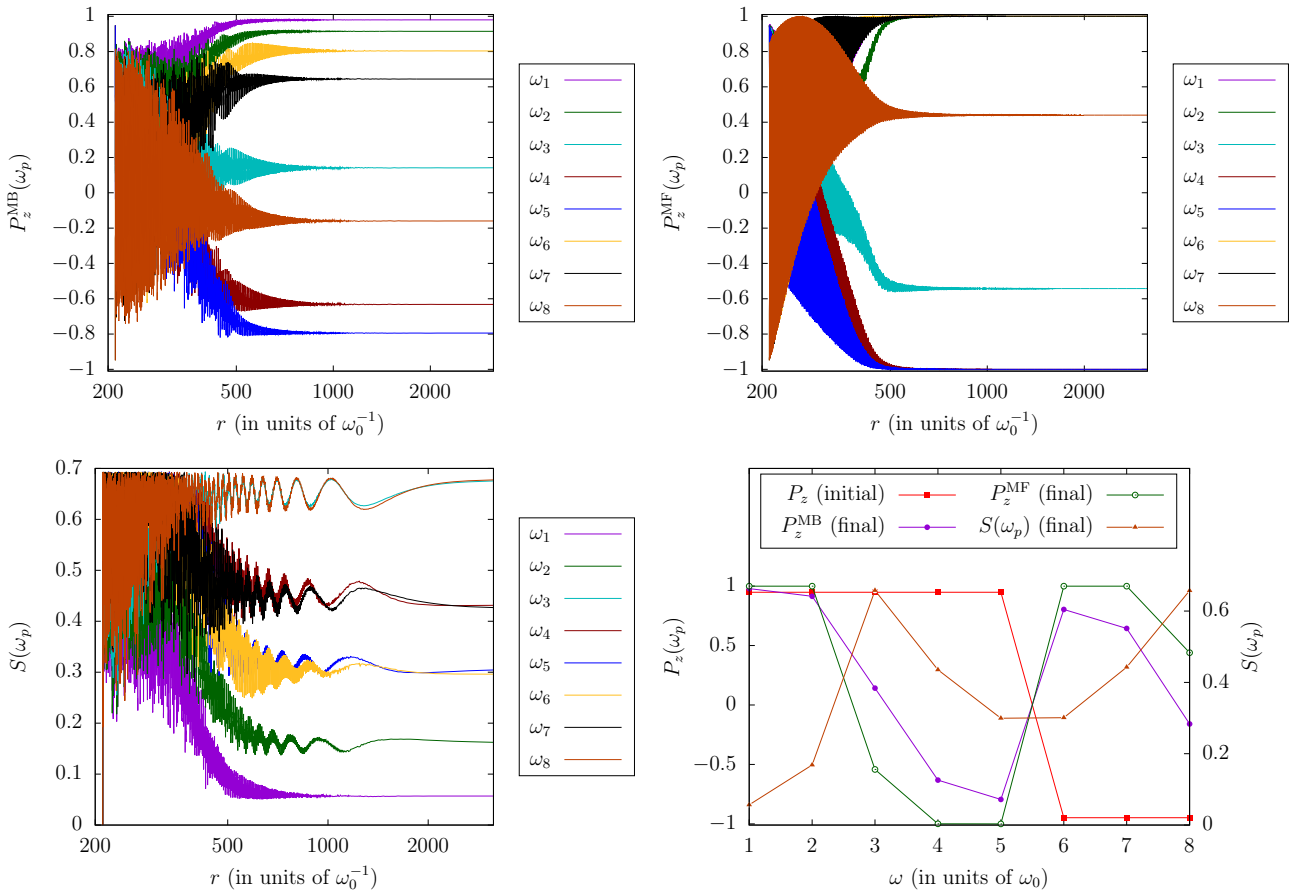 1
0.8
0.6
0.4
0.2
0
−0.2
−0.4
−0.6
−0.8
−1
200 500 1000 2000
P_z^MB(ω_p)
r (in units of ω_0^−1)
ω_1
ω_2
ω_3
ω_4
ω_5
ω_6
ω_7
ω_8
1
0.8
0.6
0.4
0.2
0
−0.2
−0.4
−0.6
−0.8
−1
200 500 1000 2000
P_z^MF(ω_p)
r (in units of ω_0^−1)
ω_1
ω_2
ω_3
ω_4
ω_5
ω_6
ω_7
ω_8
0.7
0.6
0.5
0.4
0.3
0.2
0.1
0
200 500 1000 2000
S(ω_p)
r (in units of ω_0^−1)
ω_1
ω_2
ω_3
ω_4
ω_5
ω_6
ω_7
ω_8
P_z (initial) P_z^MF (final)
P_z^MB (final) S(ω_p) (final)
1
0.5
0
−0.5
−1
P_z(ω_p)
0.6
0.4
0.2
0
S(ω_p)
1 2 3 4 5 6 7 8
ω (in units of ω_0)